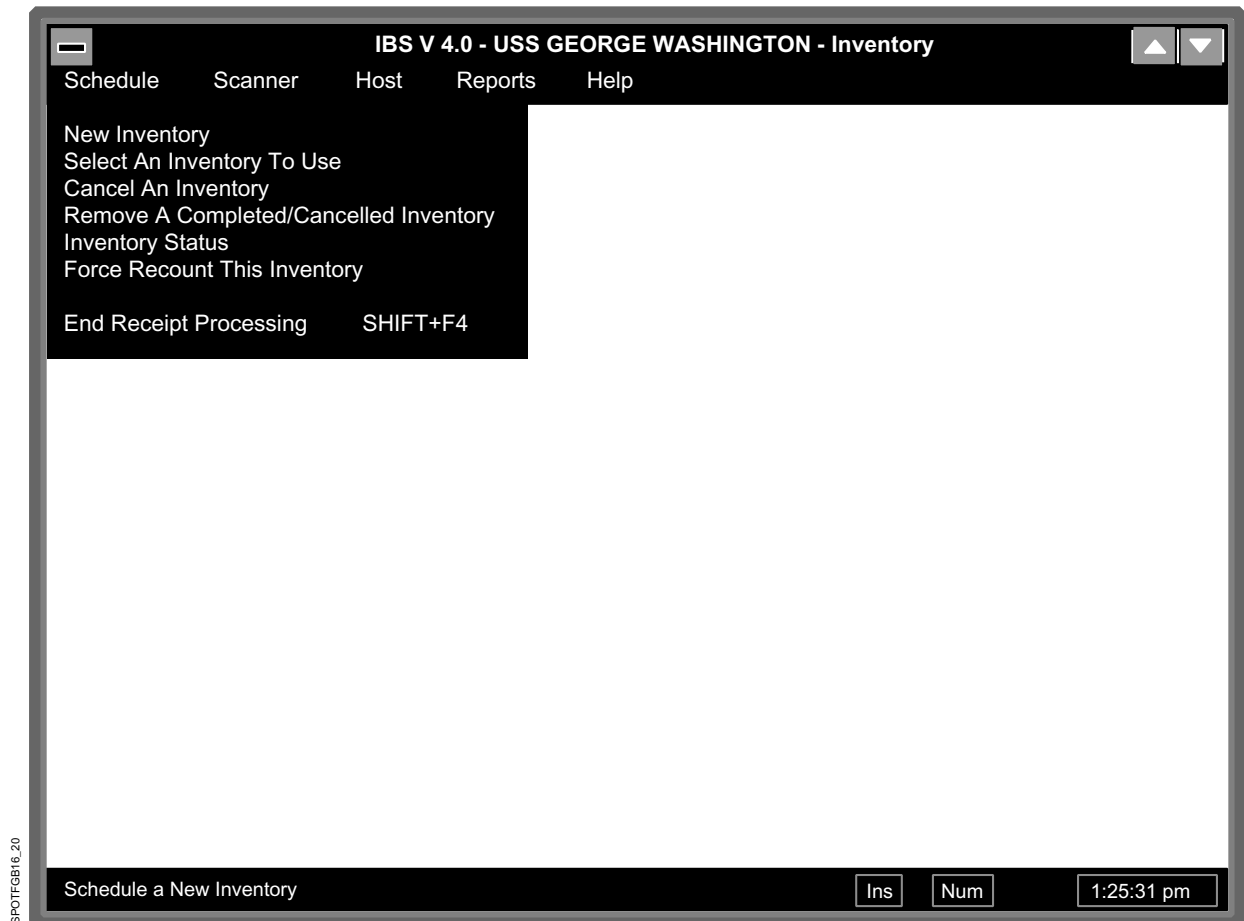 IBS V 4.0 - USS GEORGE WASHINGTON - Inventory
Schedule Scanner Host Reports Help
New Inventory
Select An Inventory To Use
Cancel An Inventory
Remove A Completed/Cancelled Inventory
Inventory Status
Force Recount This Inventory
End Receipt Processing SHIFT+F4
Schedule a New Inventory Ins Num 1:25:31 pm
SPOTFGB16_20